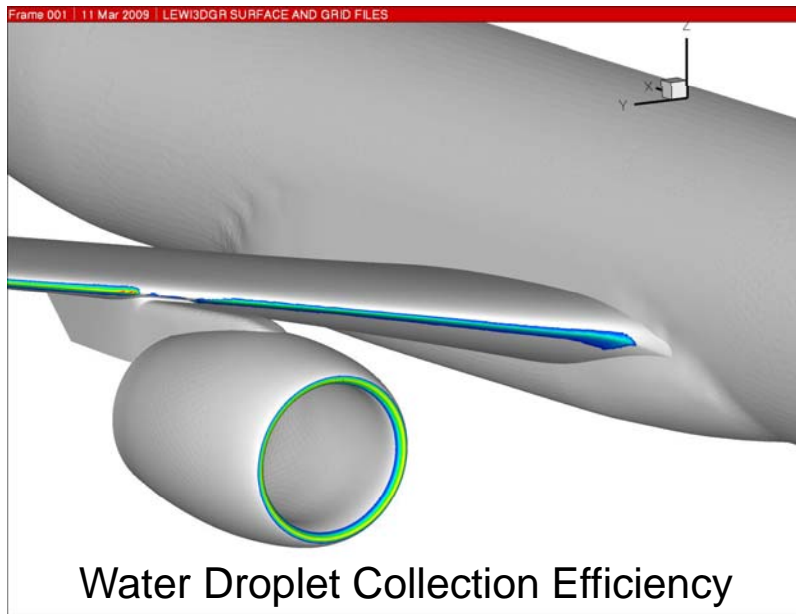 Frame 001 | 11 Mar 2009 | LEWI3DGR SURFACE AND GRID FILES
Z
X
Y
Water Droplet Collection Efficiency